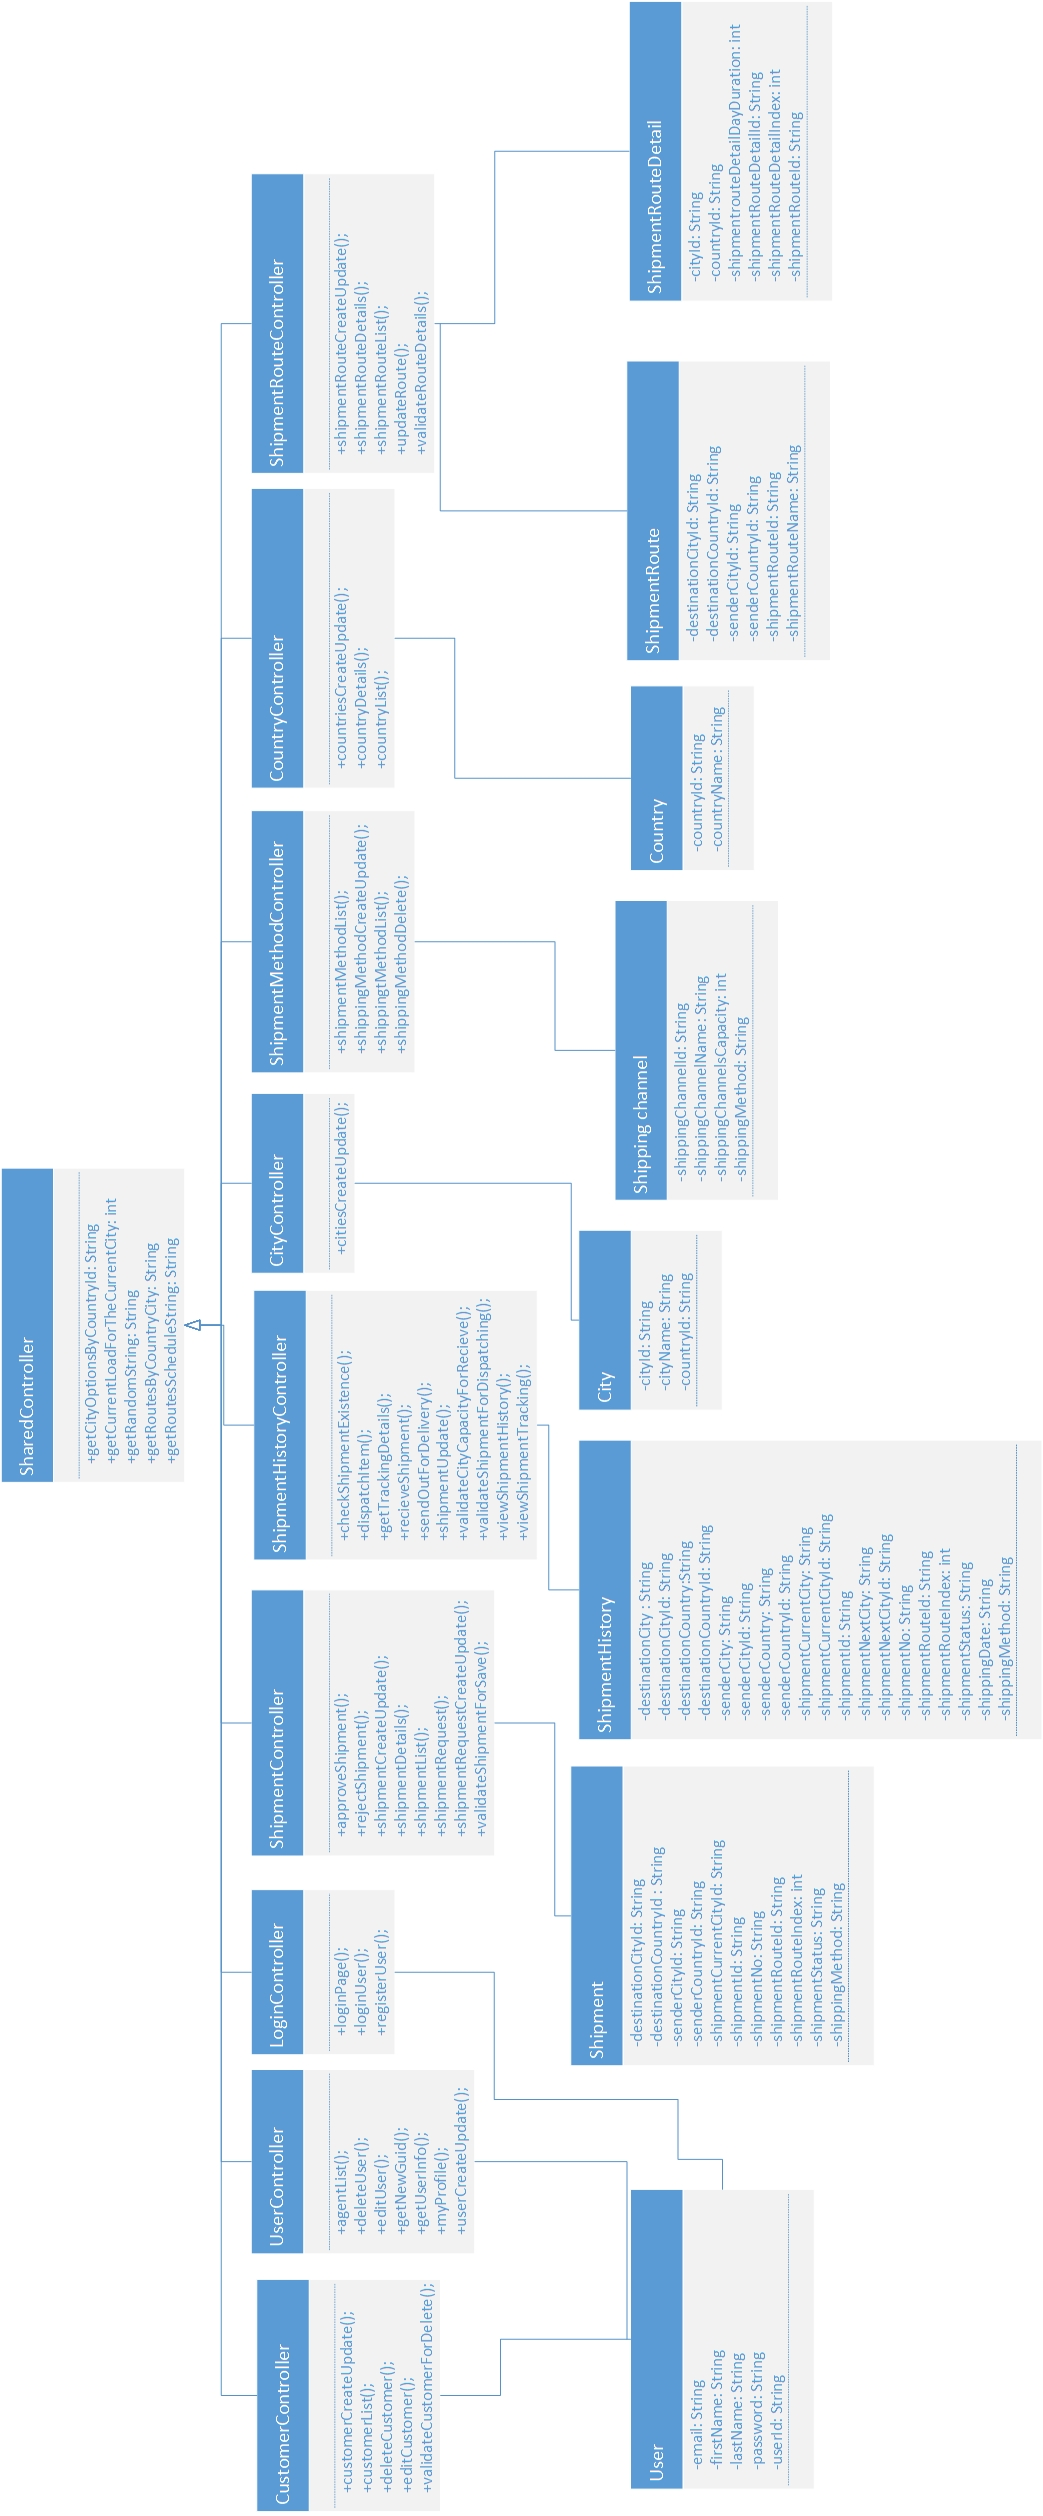 SharedController
+getCityOptionsByCountryId: String
+getCurrentLoadForTheCurrentCity: int
+getRandomString: String
+getRoutesByCountryCity: String
+getRoutesScheduleString: String
CustomerController
+customerCreateUpdate();
+customerList();
+deleteCustomer();
+editCustomer();
+validateCustomerForDelete();
UserController
+agentList();
+deleteUser();
+editUser();
+getNewGuid();
+getUserInfo();
+myProfile();
+userCreateUpdate();
LoginController
+loginPage();
+loginUser();
+registerUser();
ShipmentController
+approveShipment();
+rejectShipment();
+shipmentCreateUpdate();
+shipmentDetails();
+shipmentList();
+shipmentRequest();
+shipmentRequestCreateUpdate();
+validateShipmentForSave();
ShipmentHistoryController
+checkShipmentExistence();
+dispatchItem();
+getTrackingDetails();
+recieveShipment();
+sendOutForDelivery();
+shipmentUpdate();
+validateCityCapacityForRecieve();
+validateShipmentForDispatching();
+viewShipmentHistory();
+viewShipmentTracking();
CityController
+citiesCreateUpdate();
ShipmentMethodController
+shipmentMethodList();
+shippingMethodCreateUpdate();
+shippingtMethodList();
+shippingMethodDelete();
CountryController
+countriesCreateUpdate();
+countryDetails();
+countryList();
ShipmentRouteController
+shipmentRouteCreateUpdate();
+shipmentRouteDetails();
+shipmentRouteList();
+updateRoute();
+validateRouteDetails();
User
-email: String
-firstName: String
-lastName: String
-password: String
-userId: String
Shipment
-destinationCityId: String
-destinationCountryId : String
-senderCityId: String
-senderCountryId: String
-shipmentCurrentCityId: String
-shipmentId: String
-shipmentNo: String
-shipmentRouteId: String
-shipmentRouteIndex: int
-shipmentStatus: String
-shippingMethod: String
ShipmentHistory
-destinationCity : String
-destinationCityId: String
-destinationCountry:String
-destinationCountryId: String
-senderCity: String
-senderCityId: String
-senderCountry: String
-senderCountryId: String
-shipmentCurrentCity: String
-shipmentCurrentCityId: String
-shipmentId: String
-shipmentNextCity: String
-shipmentNextCityId: String
-shipmentNo: String
-shipmentRouteId: String
-shipmentRouteIndex: int
-shipmentStatus: String
-shippingDate: String
-shippingMethod: String
City
-cityId: String
-cityName: String
-countryId: String
Shipping channel
-shippingChannelId: String
-shippingChannelName: String
-shippingChannelsCapacity: int
-shippingMethod: String
Country
-countryId: String
-countryName: String
ShipmentRoute
-destinationCityId: String
-destinationCountryId: String
-senderCityId: String
-senderCountryId: String
-shipmentRouteId: String
-shipmentRouteName: String
ShipmentRouteDetail
-cityId: String
-countryId: String
-shipmentrouteDetailDayDuration: int
-shipmentRouteDetailId: String
-shipmentRouteDetailIndex: int
-shipmentRouteId: String